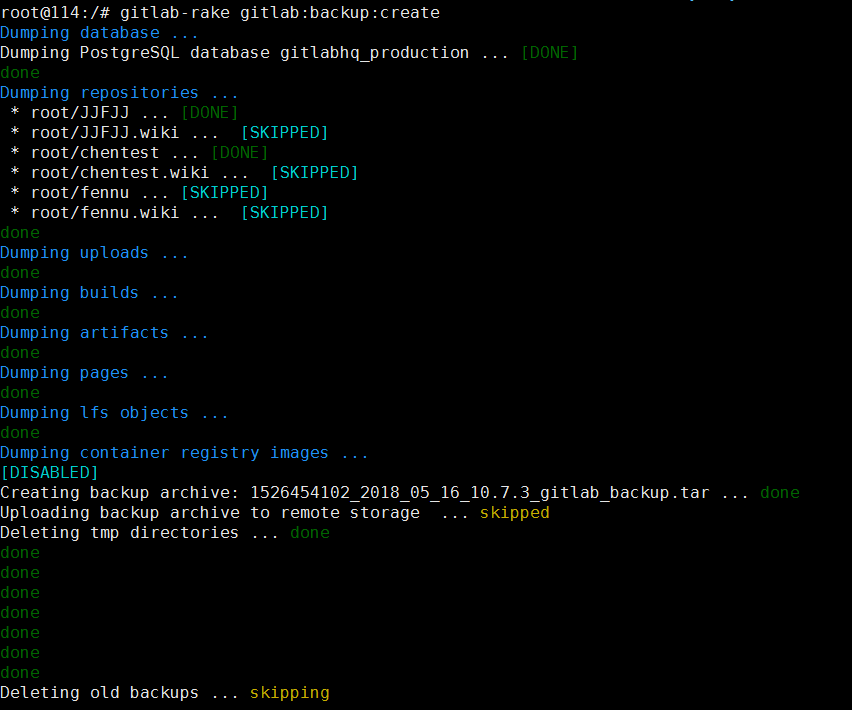 root@114:/# gitlab-rake gitlab:backup:create
Dumping database ...
Dumping PostgreSQL database gitlabhq_production ... [DONE]
done
Dumping repositories ...
 * root/JJFJJ ... [DONE]
 * root/JJFJJ.wiki ...  [SKIPPED]
 * root/chentest ... [DONE]
 * root/chentest.wiki ...  [SKIPPED]
 * root/fennu ... [SKIPPED]
 * root/fennu.wiki ...  [SKIPPED]
done
Dumping uploads ...
done
Dumping builds ...
done
Dumping artifacts ...
done
Dumping pages ...
done
Dumping lfs objects ...
done
Dumping container registry images ...
[DISABLED]
Creating backup archive: 1526454102_2018_05_16_10.7.3_gitlab_backup.tar ... done
Uploading backup archive to remote storage  ... skipped
Deleting tmp directories ... done
done
done
done
done
done
done
done
Deleting old backups ... skipping